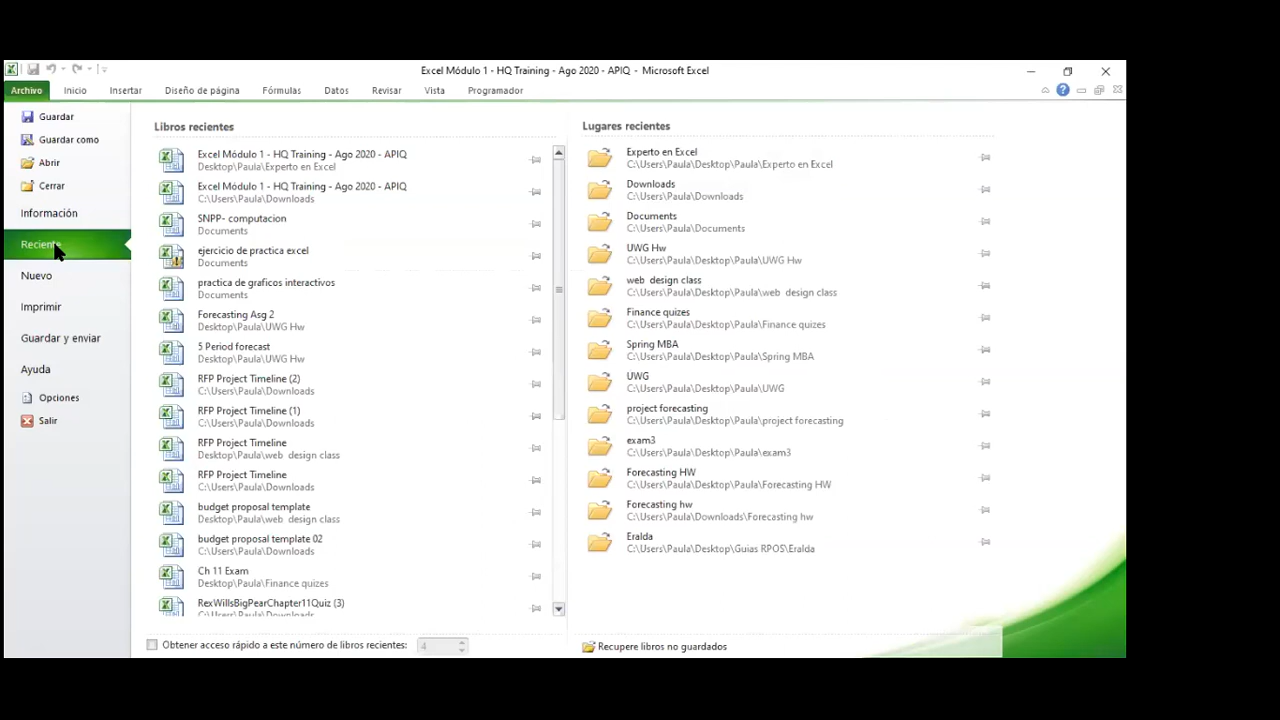 Excel Módulo 1 - HQ Training - Ago 2020 - APIQ - Microsoft Excel
Archivo Inicio Insertar Diseño de página Fórmulas Datos Revisar Vista Programador
Guardar
Guardar como
Abrir
Cerrar
Información
Reciente
Nuevo
Imprimir
Guardar y enviar
Ayuda
Opciones
Salir
Libros recientes
Excel Módulo 1 - HQ Training - Ago 2020 - APIQ
Desktop\Paula\Experto en Excel
Excel Módulo 1 - HQ Training - Ago 2020 - APIQ
C:\Users\Paula\Downloads
SNPP- computacion
Documents
ejercicio de practica excel
Documents
practica de graficos interactivos
Documents
Forecasting Asg 2
Desktop\Paula\UWG Hw
5 Period forecast
Desktop\Paula\UWG Hw
RFP Project Timeline (2)
C:\Users\Paula\Downloads
RFP Project Timeline (1)
C:\Users\Paula\Downloads
RFP Project Timeline
Desktop\Paula\web design class
RFP Project Timeline
C:\Users\Paula\Downloads
budget proposal template
Desktop\Paula\web design class
budget proposal template 02
C:\Users\Paula\Downloads
Ch 11 Exam
Desktop\Paula\Finance quizes
RexWillsBigPearChapter11Quiz (3)
C:\Users\Paula\Downloads
Obtener acceso rápido a este número de libros recientes: 4
Lugares recientes
Experto en Excel
C:\Users\Paula\Desktop\Paula\Experto en Excel
Downloads
C:\Users\Paula\Downloads
Documents
C:\Users\Paula\Documents
UWG Hw
C:\Users\Paula\Desktop\Paula\UWG Hw
web design class
C:\Users\Paula\Desktop\Paula\web design class
Finance quizes
C:\Users\Paula\Desktop\Paula\Finance quizes
Spring MBA
C:\Users\Paula\Desktop\Paula\Spring MBA
UWG
C:\Users\Paula\Desktop\Paula\UWG
project forecasting
C:\Users\Paula\Desktop\Paula\project forecasting
exam3
C:\Users\Paula\Desktop\Paula\exam3
Forecasting HW
C:\Users\Paula\Desktop\Paula\Forecasting HW
Forecasting hw
C:\Users\Paula\Downloads\Forecasting hw
Eralda
C:\Users\Paula\Desktop\Guias RPOS\Eralda
Recupere libros no guardados